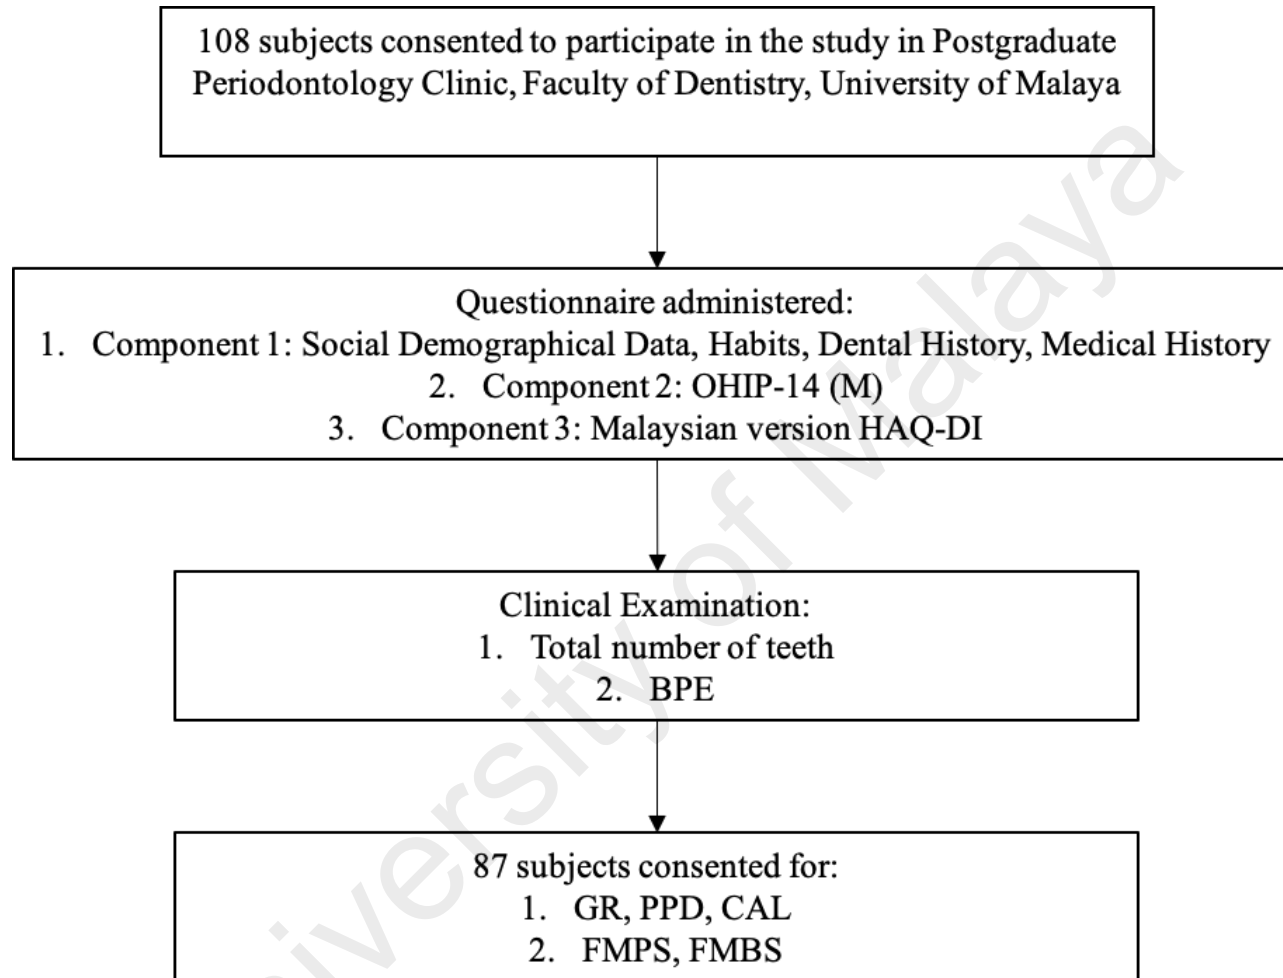 108 subjects consented to participate in the study in Postgraduate
Periodontology Clinic, Faculty of Dentistry, University of Malaya
Questionnaire administered:
1. Component 1: Social Demographical Data, Habits, Dental History, Medical History
2. Component 2: OHIP-14 (M)
3. Component 3: Malaysian version HAQ-DI
Clinical Examination:
1. Total number of teeth
2. BPE
87 subjects consented for:
1. GR, PPD, CAL
2. FMPS, FMBS
iversity of Malaya